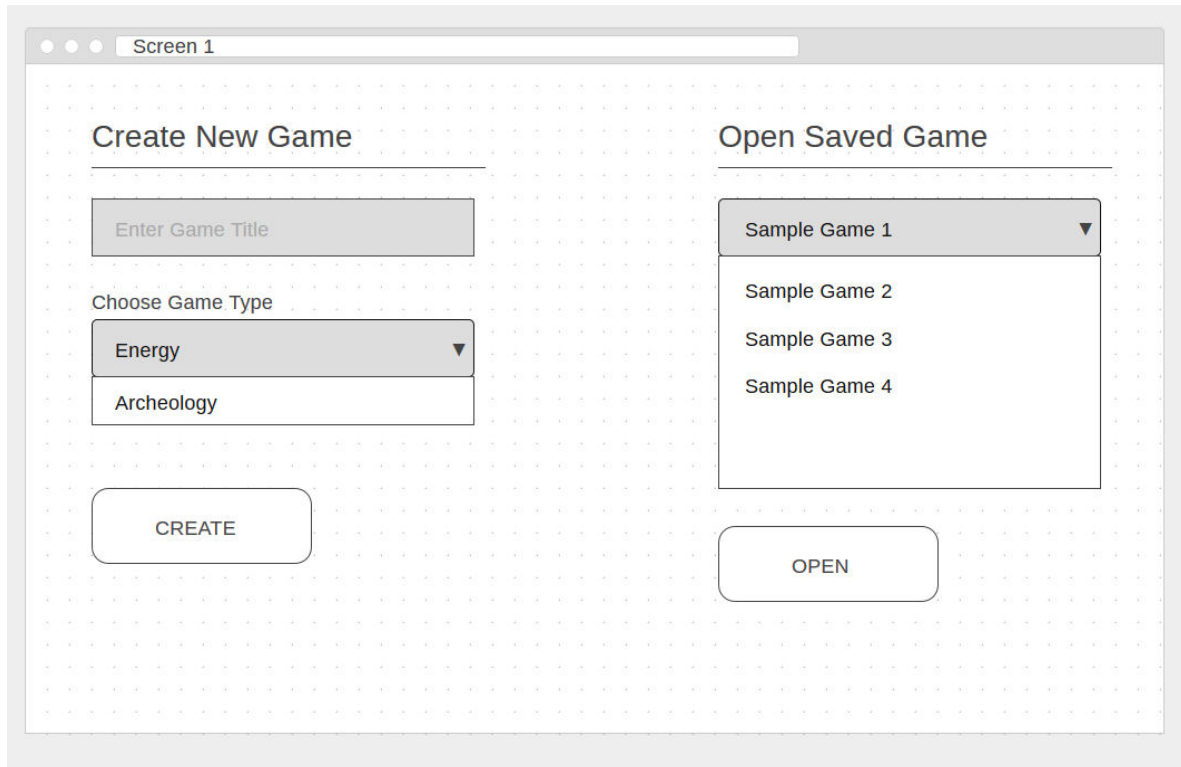 Screen 1
Create New Game
Enter Game Title
Choose Game Type
Energy
Archeology
CREATE
Open Saved Game
Sample Game 1
Sample Game 2
Sample Game 3
Sample Game 4
OPEN